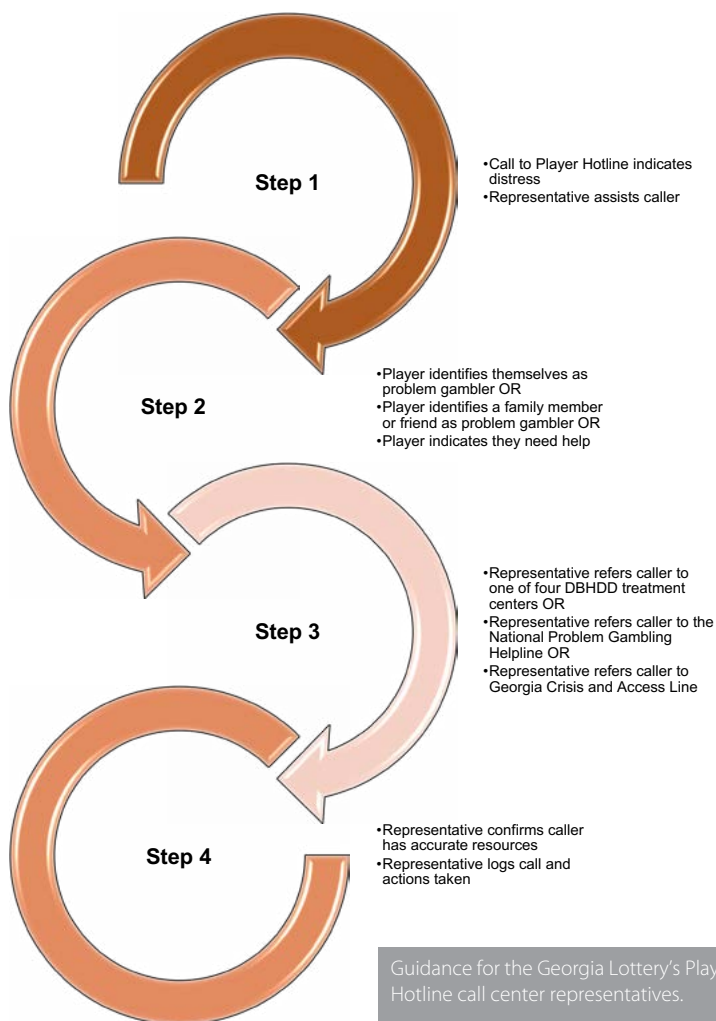 Step 1
•Call to Player Hotline indicates
distress
•Representative assists caller
Step 2
•Player identifies themselves as
problem gambler OR
•Player identifies a family member
or friend as problem gambler OR
•Player indicates they need help
Step 3
•Representative refers caller to
one of four DBHDD treatment
centers OR
•Representative refers caller to the
National Problem Gambling
Helpline OR
•Representative refers caller to
Georgia Crisis and Access Line
Step 4
•Representative confirms caller
has accurate resources
•Representative logs call and
actions taken
Guidance for the Georgia Lottery’s Play
Hotline call center representatives.